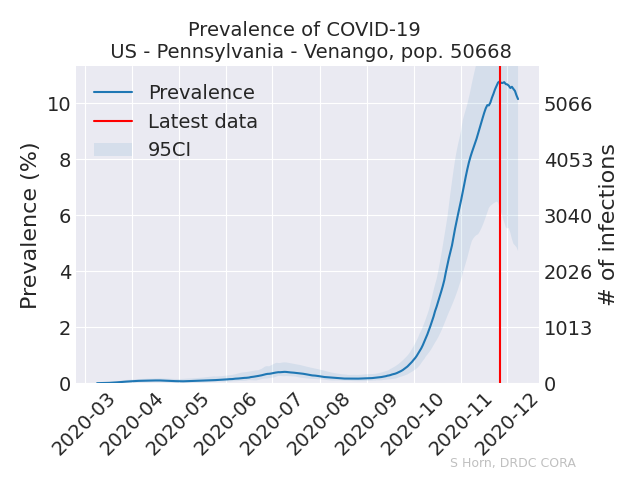 Prevalence of COVID-19
US - Pennsylvania - Venango, pop. 50668
Prevalence
Latest data
95CI
Prevalence (%)
10
8
6
4
2
0
5066
4053
3040
2026
1013
0
# of infections
2020-03
2020-04
2020-05
2020-06
2020-07
2020-08
2020-09
2020-10
2020-11
2020-12
S Horn, DRDC CORA